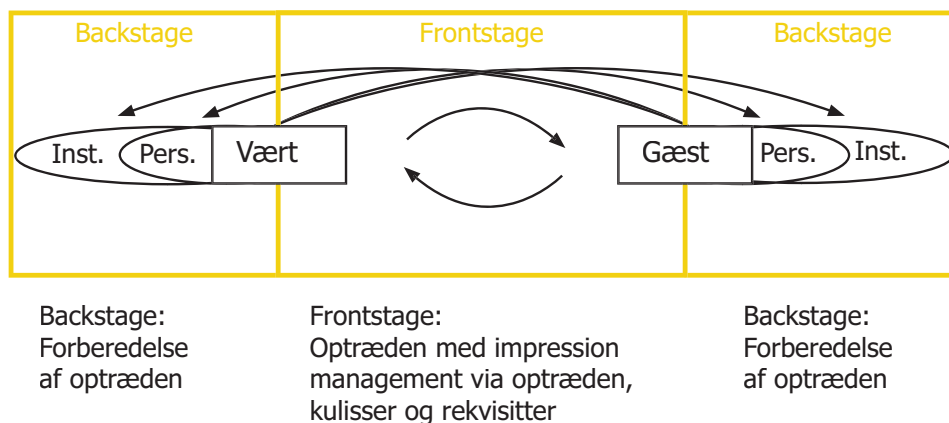 Backstage
Frontstage
Backstage
Inst.
Pers.
Vært
Gæst
Pers.
Inst.
Backstage:
Forberedelse
af optræden
Frontstage:
Optræden med impression
management via optræden,
kulisser og rekvisitter
Backstage:
Forberedelse
af optræden